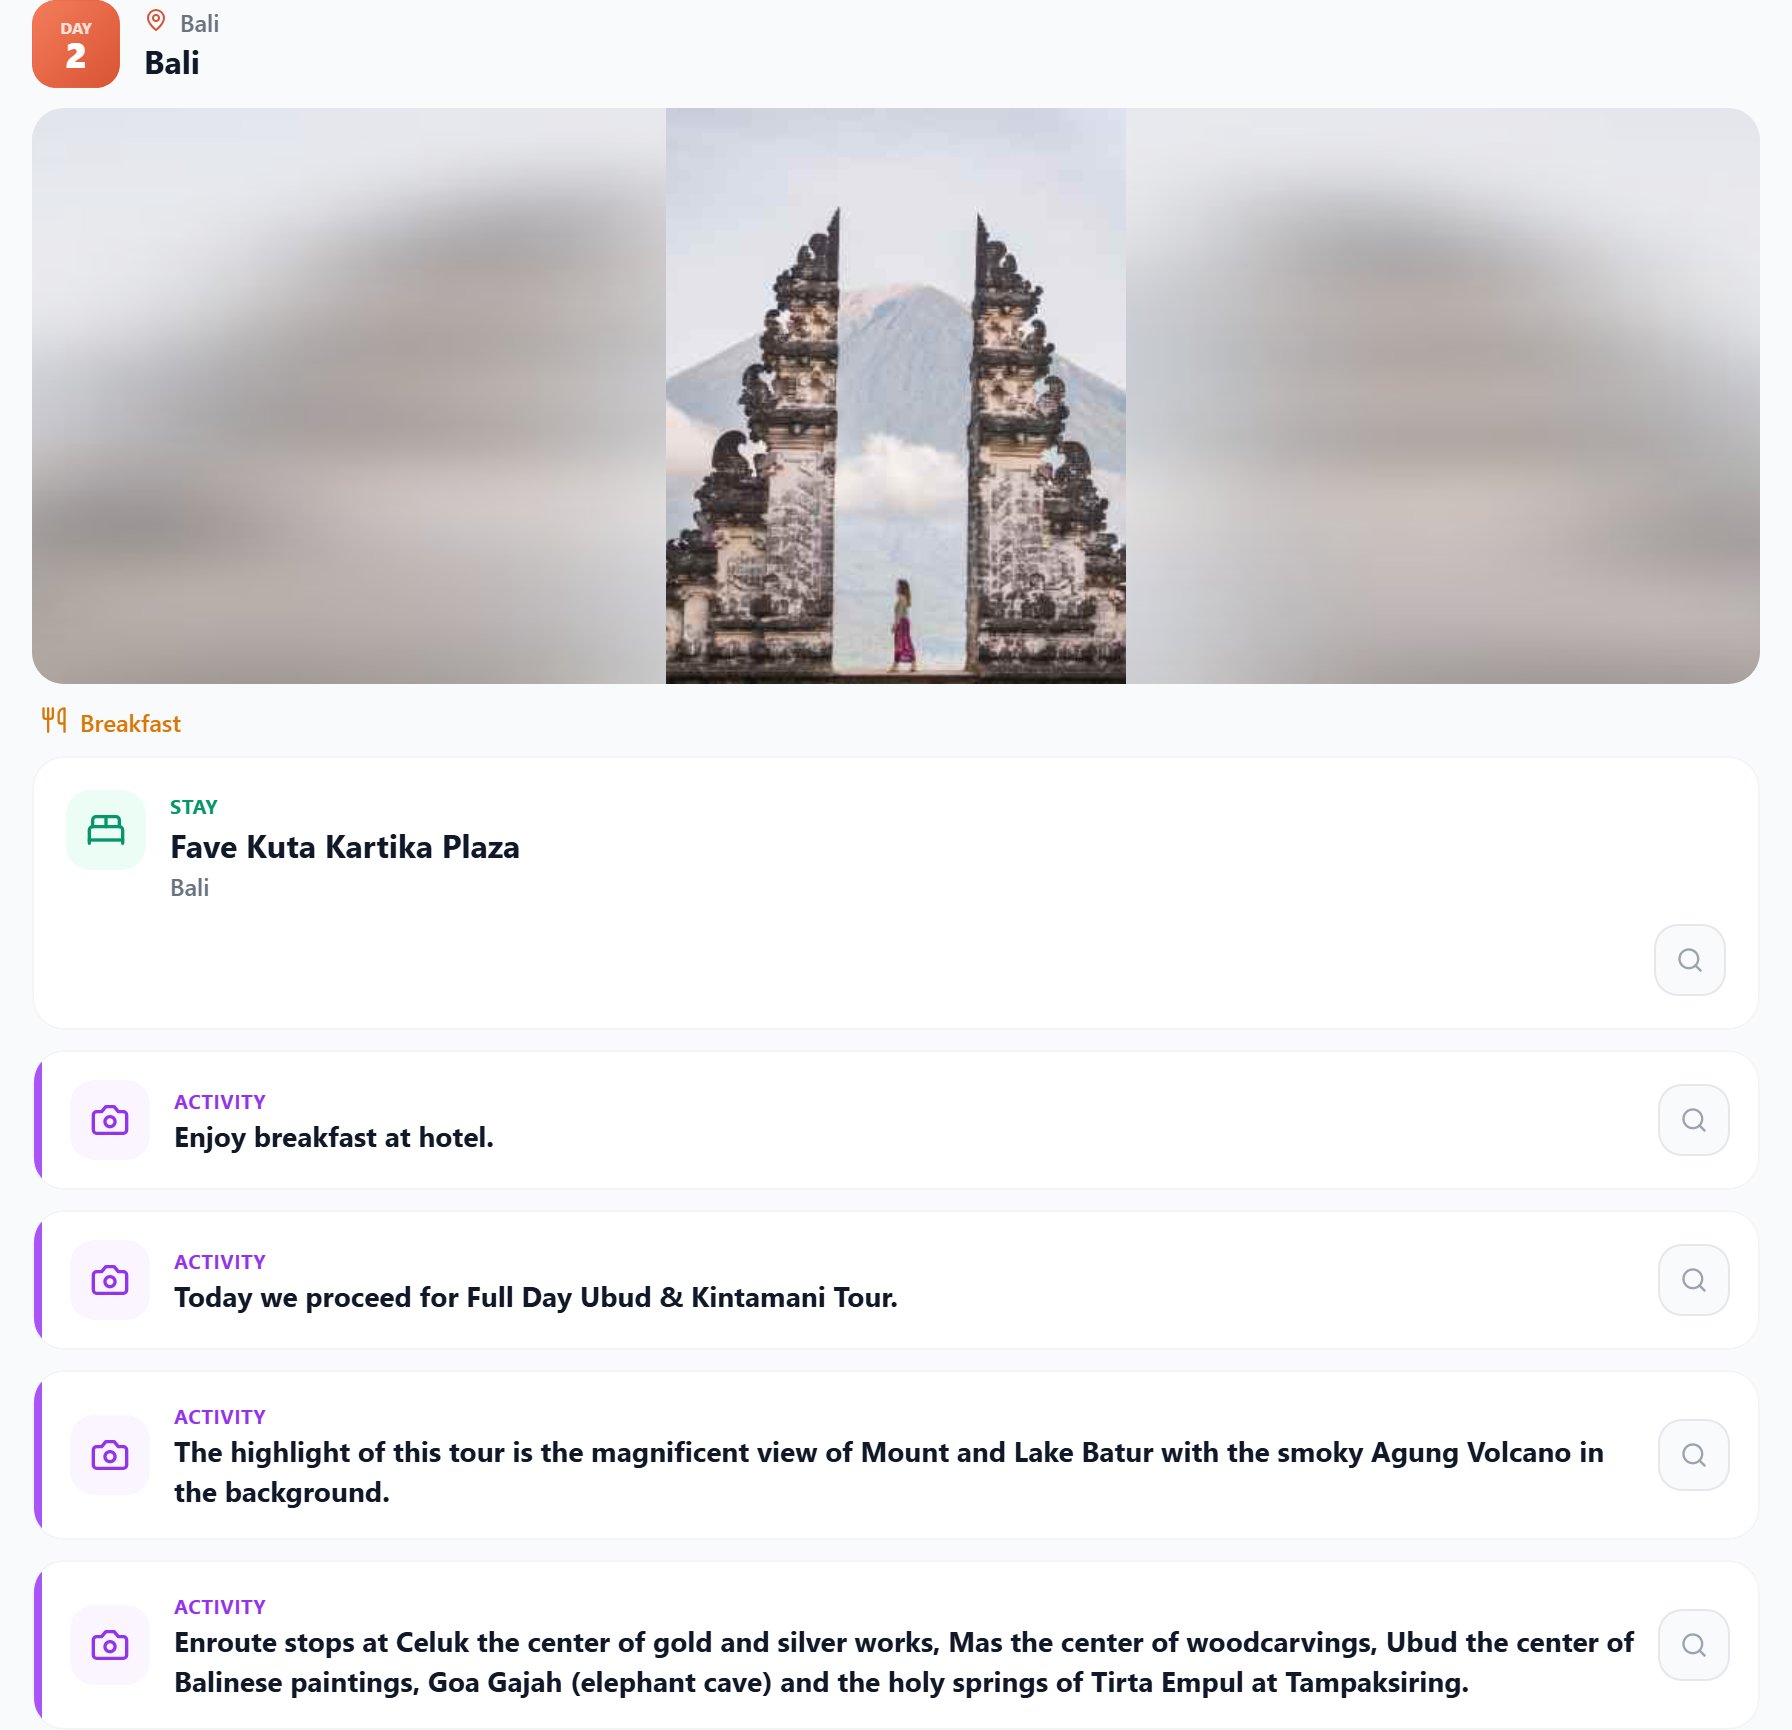 DAY
2
Bali
Bali
Breakfast
STAY
Fave Kuta Kartika Plaza
Bali
ACTIVITY
Enjoy breakfast at hotel.
ACTIVITY
Today we proceed for Full Day Ubud & Kintamani Tour.
ACTIVITY
The highlight of this tour is the magnificent view of Mount and Lake Batur with the smoky Agung Volcano in
the background.
ACTIVITY
Enroute stops at Celuk the center of gold and silver works, Mas the center of woodcarvings, Ubud the center of
Balinese paintings, Goa Gajah (elephant cave) and the holy springs of Tirta Empul at Tampaksiring.